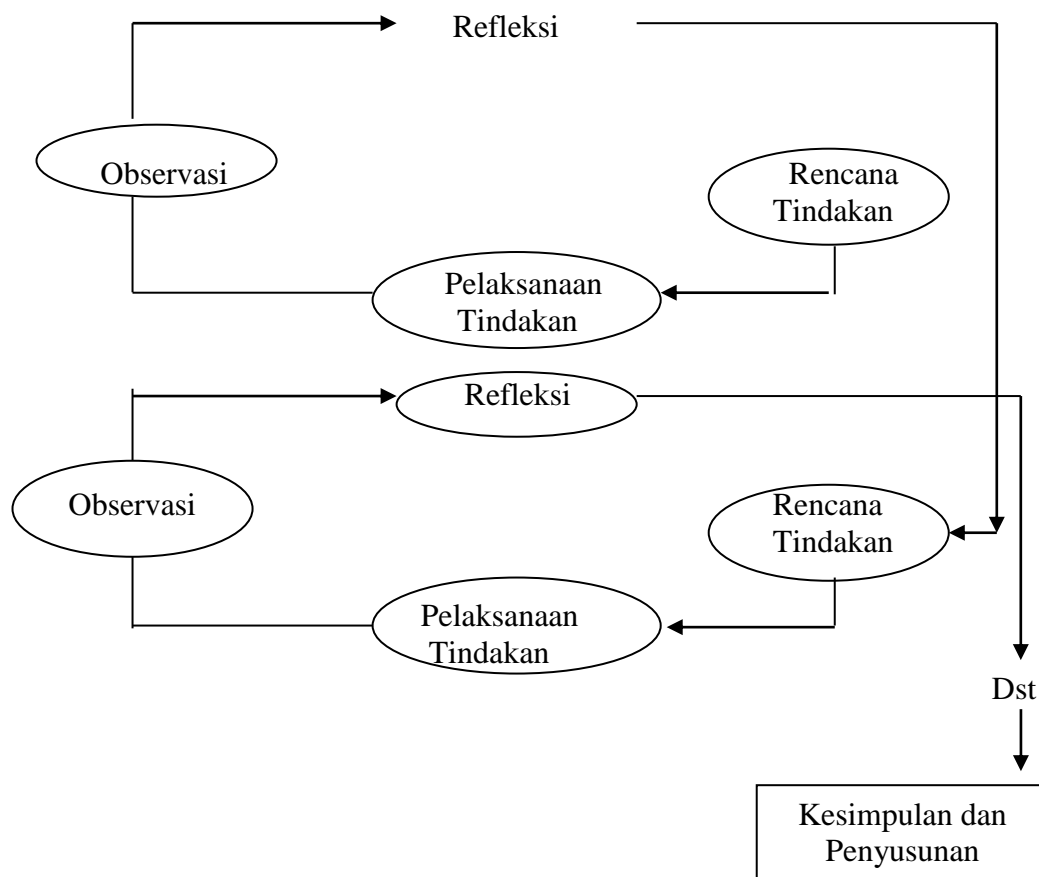 Refleksi
Observasi
Rencana
Tindakan
Pelaksanaan
Tindakan
Refleksi
Observasi
Rencana
Tindakan
Pelaksanaan
Tindakan
Dst
Kesimpulan dan
Penyusunan